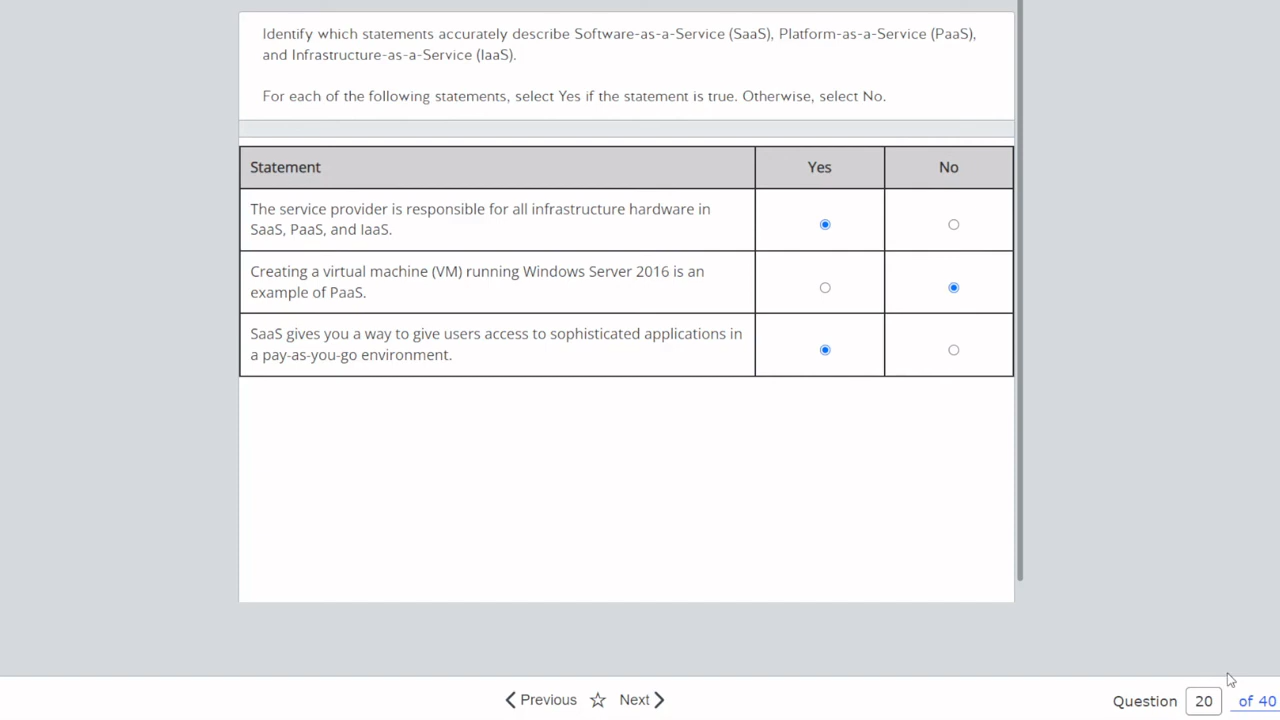 Identify which statements accurately describe Software-as-a-Service (SaaS), Platform-as-a-Service (PaaS),
and Infrastructure-as-a-Service (IaaS).
For each of the following statements, select Yes if the statement is true. Otherwise, select No.
Statement Yes No
The service provider is responsible for all infrastructure hardware in
SaaS, PaaS, and IaaS.
Creating a virtual machine (VM) running Windows Server 2016 is an
example of PaaS.
SaaS gives you a way to give users access to sophisticated applications in
a pay-as-you-go environment.
Previous Next Question 20 of 40